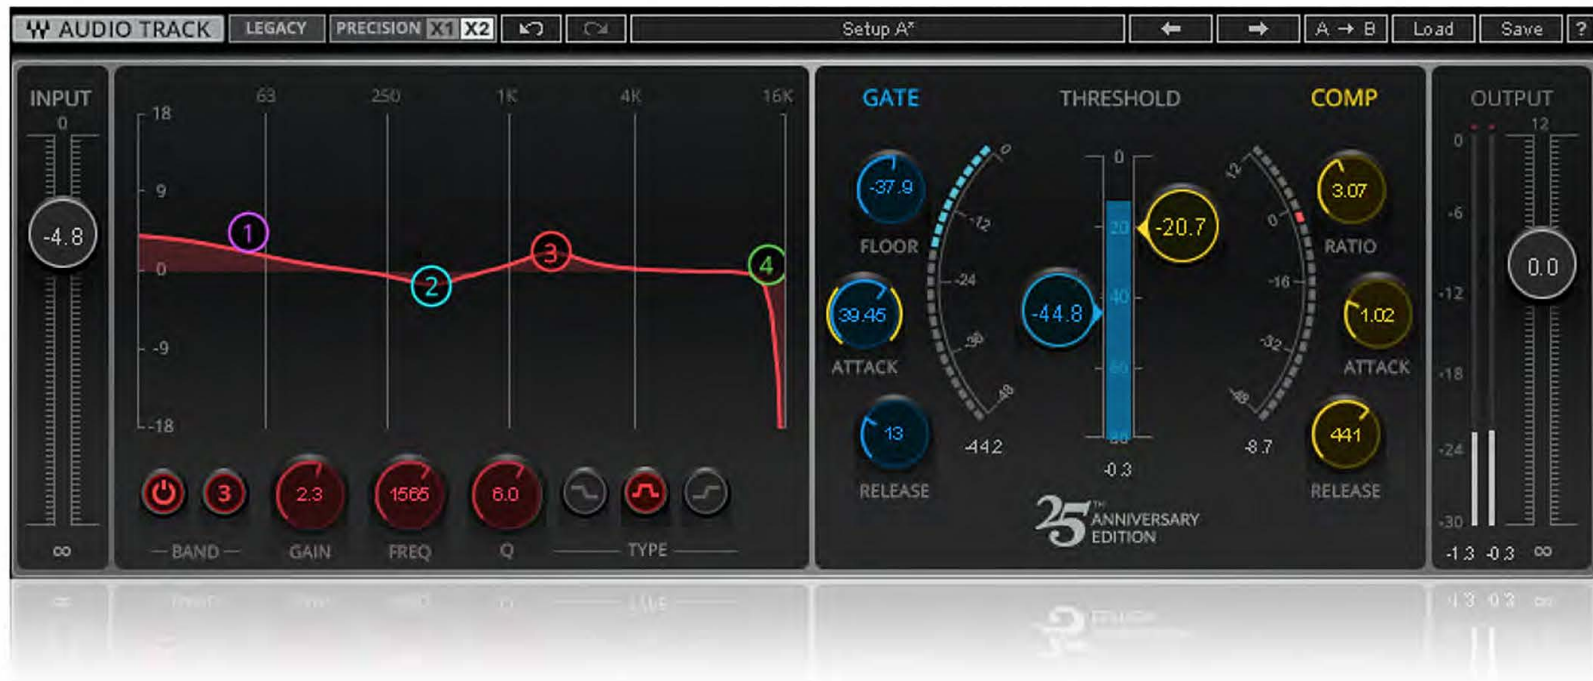 AUDIO TRACK LEGACY PRECISION X1 X2 Setup A* A → B Load Save ?
INPUT
0
-4.8
∞
63 250 1K 4K 16K
18
9
0
-9
-18
1
2
3
4
3 2.3 1565 6.0
BAND GAIN FREQ Q TYPE
GATE THRESHOLD COMP
-37.9
FLOOR
39.45
ATTACK
13
RELEASE
0
-12
-24
-36
-48
-44.2
0
20
40
60
80
-44.8
-20.7
-0.3
12
0
-16
-32
-48
-8.7
3.07
RATIO
1.02
ATTACK
441
RELEASE
25TH
ANNIVERSARY
EDITION
OUTPUT
12
0
-6
-12
-18
-24
-30
0.0
-1.3 -0.3 ∞